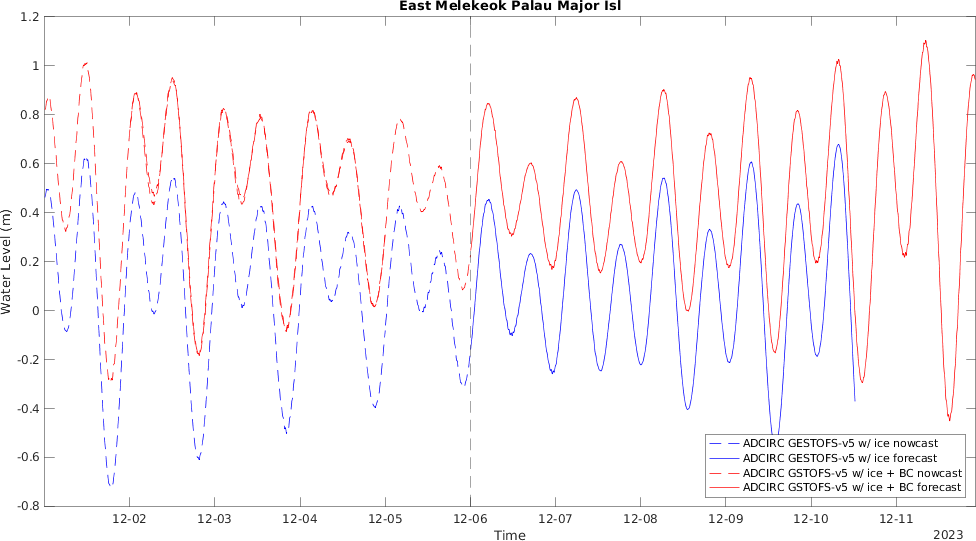 East Melekeok Palau Major Isl
1.2
1
0.8
0.6
0.4
0.2
0
-0.2
-0.4
-0.6
-0.8
Water Level (m)
ADCIRC GESTOFS-v5 w/ ice nowcast
ADCIRC GESTOFS-v5 w/ ice forecast
ADCIRC GSTOFS-v5 w/ ice + BC nowcast
ADCIRC GSTOFS-v5 w/ ice + BC forecast
12-02 12-03 12-04 12-05 12-06 12-07 12-08 12-09 12-10 12-11
Time
2023